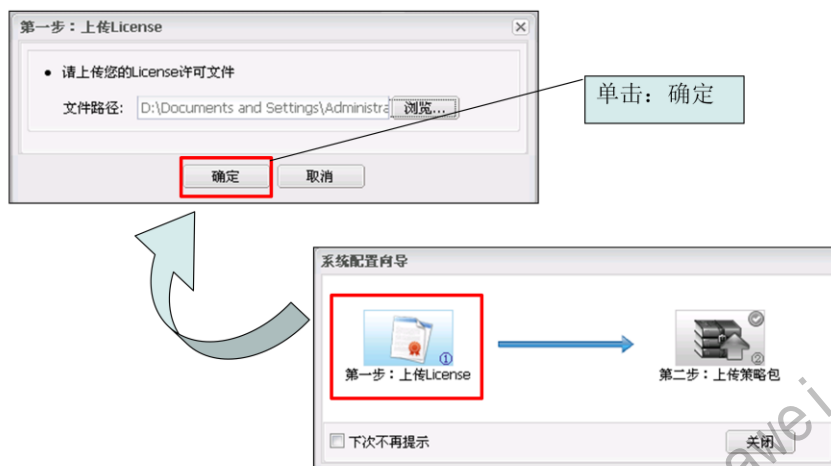 第一步：上传License
● 请上传您的License许可文件
文件路径: D:\Documents and Settings\Administra 浏览...
单击：确定
确定 取消
系统配置向导
①
②
第一步：上传License
第二步：上传策略包
下次不再提示
关闭
awei